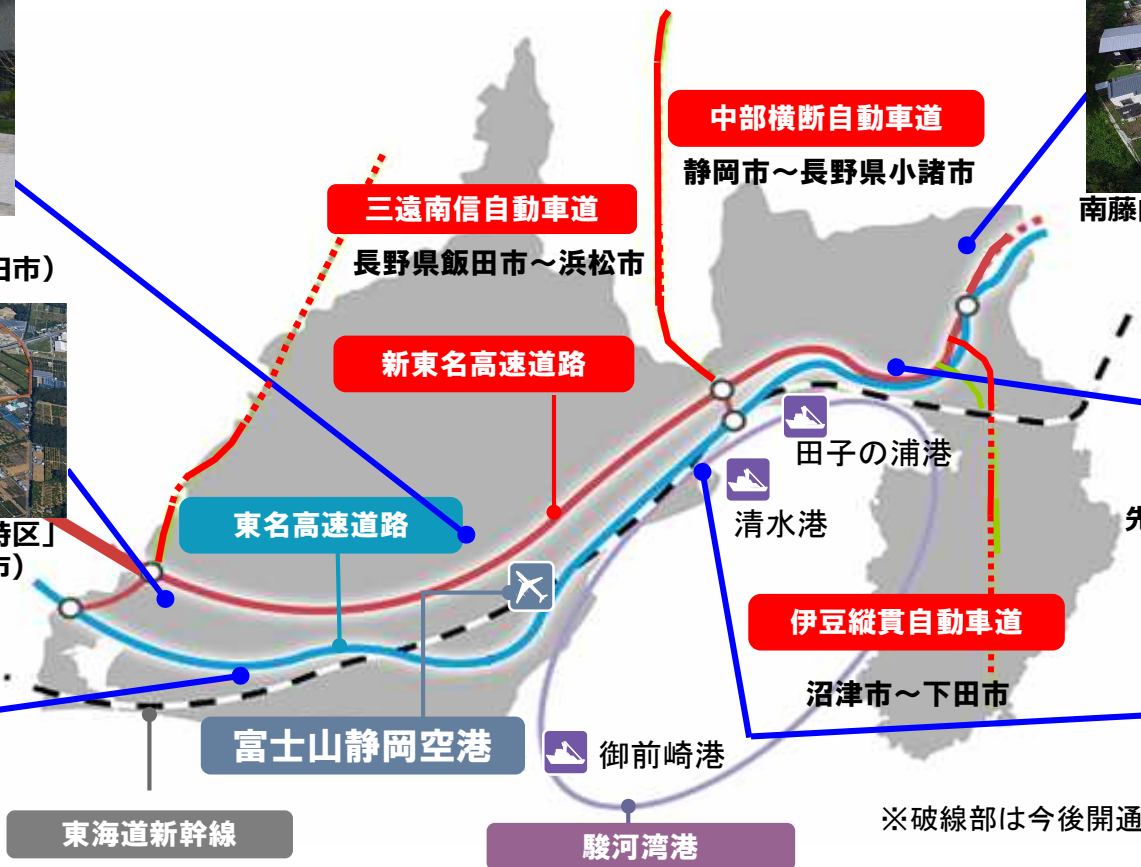 中部横断自動車道
静岡市～長野県小諸市
三遠南信自動車道
長野県飯田市～浜松市
南藤
田市）
新東名高速道路
田子の浦港
清水港
東名高速道路
特区」
市）
先
伊豆縦貫自動車道
沼津市～下田市
富士山静岡空港
御前崎港
東海道新幹線
駿河湾港
※破線部は今後開通